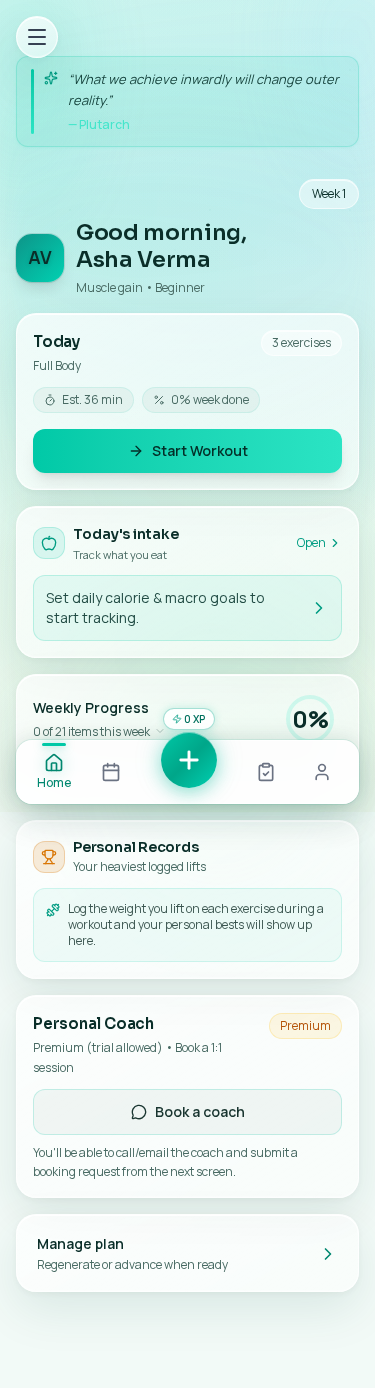 “What we achieve inwardly will change outer
reality.”
— Plutarch
Week 1
AV
Good morning,
Asha Verma
Muscle gain • Beginner
Today
3 exercises
Full Body
Est. 36 min
0% week done
Start Workout
Today's intake
Track what you eat
Open
Set daily calorie & macro goals to
start tracking.
Weekly Progress
0 of 21 items this week
0%
0 XP
Home
Personal Records
Your heaviest logged lifts
Log the weight you lift on each exercise during a
workout and your personal bests will show up
here.
Personal Coach
Premium
Premium (trial allowed) • Book a 1:1
session
Book a coach
You'll be able to call/email the coach and submit a
booking request from the next screen.
Manage plan
Regenerate or advance when ready